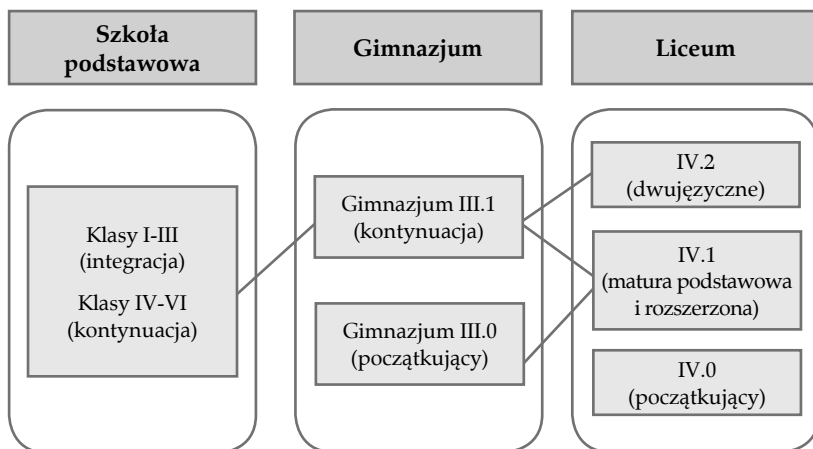 Szkoła
podstawowa
Gimnazjum
Liceum
Klasy I-III
(integracja)
Klasy IV-VI
(kontynuacja)
Gimnazjum III.1
(kontynuacja)
Gimnazjum III.0
(początkujący)
IV.2
(dwujęzyczne)
IV.1
(matura podstawowa
i rozszerzona)
IV.0
(początkujący)